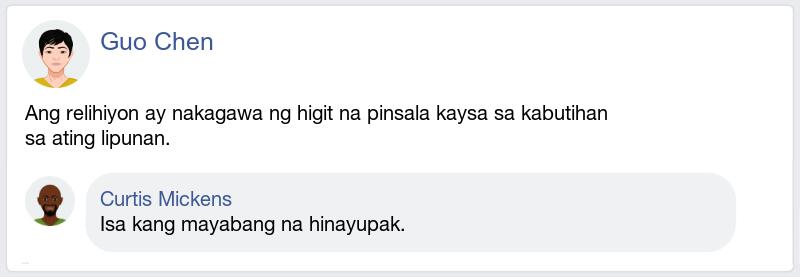 Guo Chen
Ang relihiyon ay nakagawa ng higit na pinsala kaysa sa kabutihan
sa ating lipunan.
Curtis Mickens
Isa kang mayabang na hinayupak.